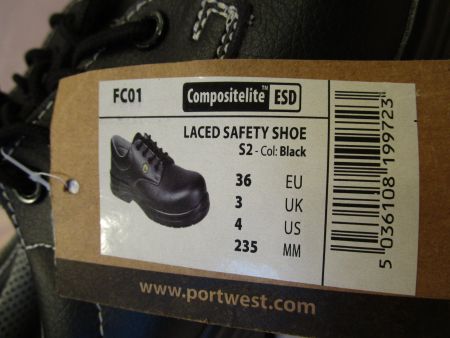 FC01
Compositelite™ ESD
LACED SAFETY SHOE
S2 - Col: Black
36 EU
3 UK
4 US
235 MM
5 036108 199723
www.portwest.com